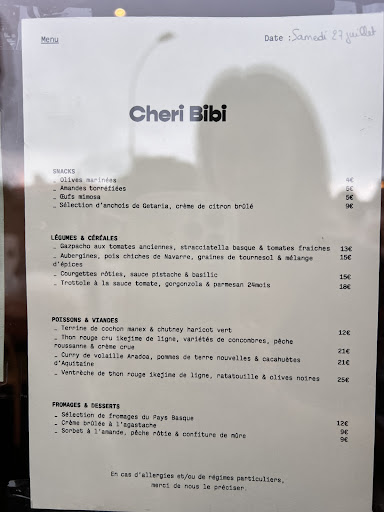 Menu
Date : Samedi 27 juillet
Cheri Bibi
SNACKS
_ Olives marinées 4€
_ Amandes torréfiées 5€
_ Œufs mimosa 5€
_ Sélection d'anchois de Getaria, crème de citron brûlé 9€
LÉGUMES & CÉRÉALES
_ Gazpacho aux tomates anciennes, stracciatella basque & tomates fraiches 13€
_ Aubergines, pois chiches de Navarre, graines de tournesol & mélange 15€
d'épices
_ Courgettes rôties, sauce pistache & basilic 15€
_ Trottole à la sauce tomate, gorgonzola & parmesan 24mois 18€
POISSONS & VIANDES
_ Terrine de cochon manex & chutney haricot vert 12€
_ Thon rouge cru ikejime de ligne, variétés de concombres, pêche
roussanne & crème crue 21€
_ Curry de volaille Aradoa, pommes de terre nouvelles & cacahuètes 21€
d'Aquitaine
_ Ventrèche de thon rouge ikejime de ligne, ratatouille & olives noires 25€
FROMAGES & DESSERTS
_ Sélection de fromages du Pays Basque 12€
_ Crème brûlée à l'agastache 9€
_ Sorbet à l'amande, pêche rôtie & confiture de mûre 9€
En cas d'allergies et/ou de régimes particuliers,
merci de nous le préciser.